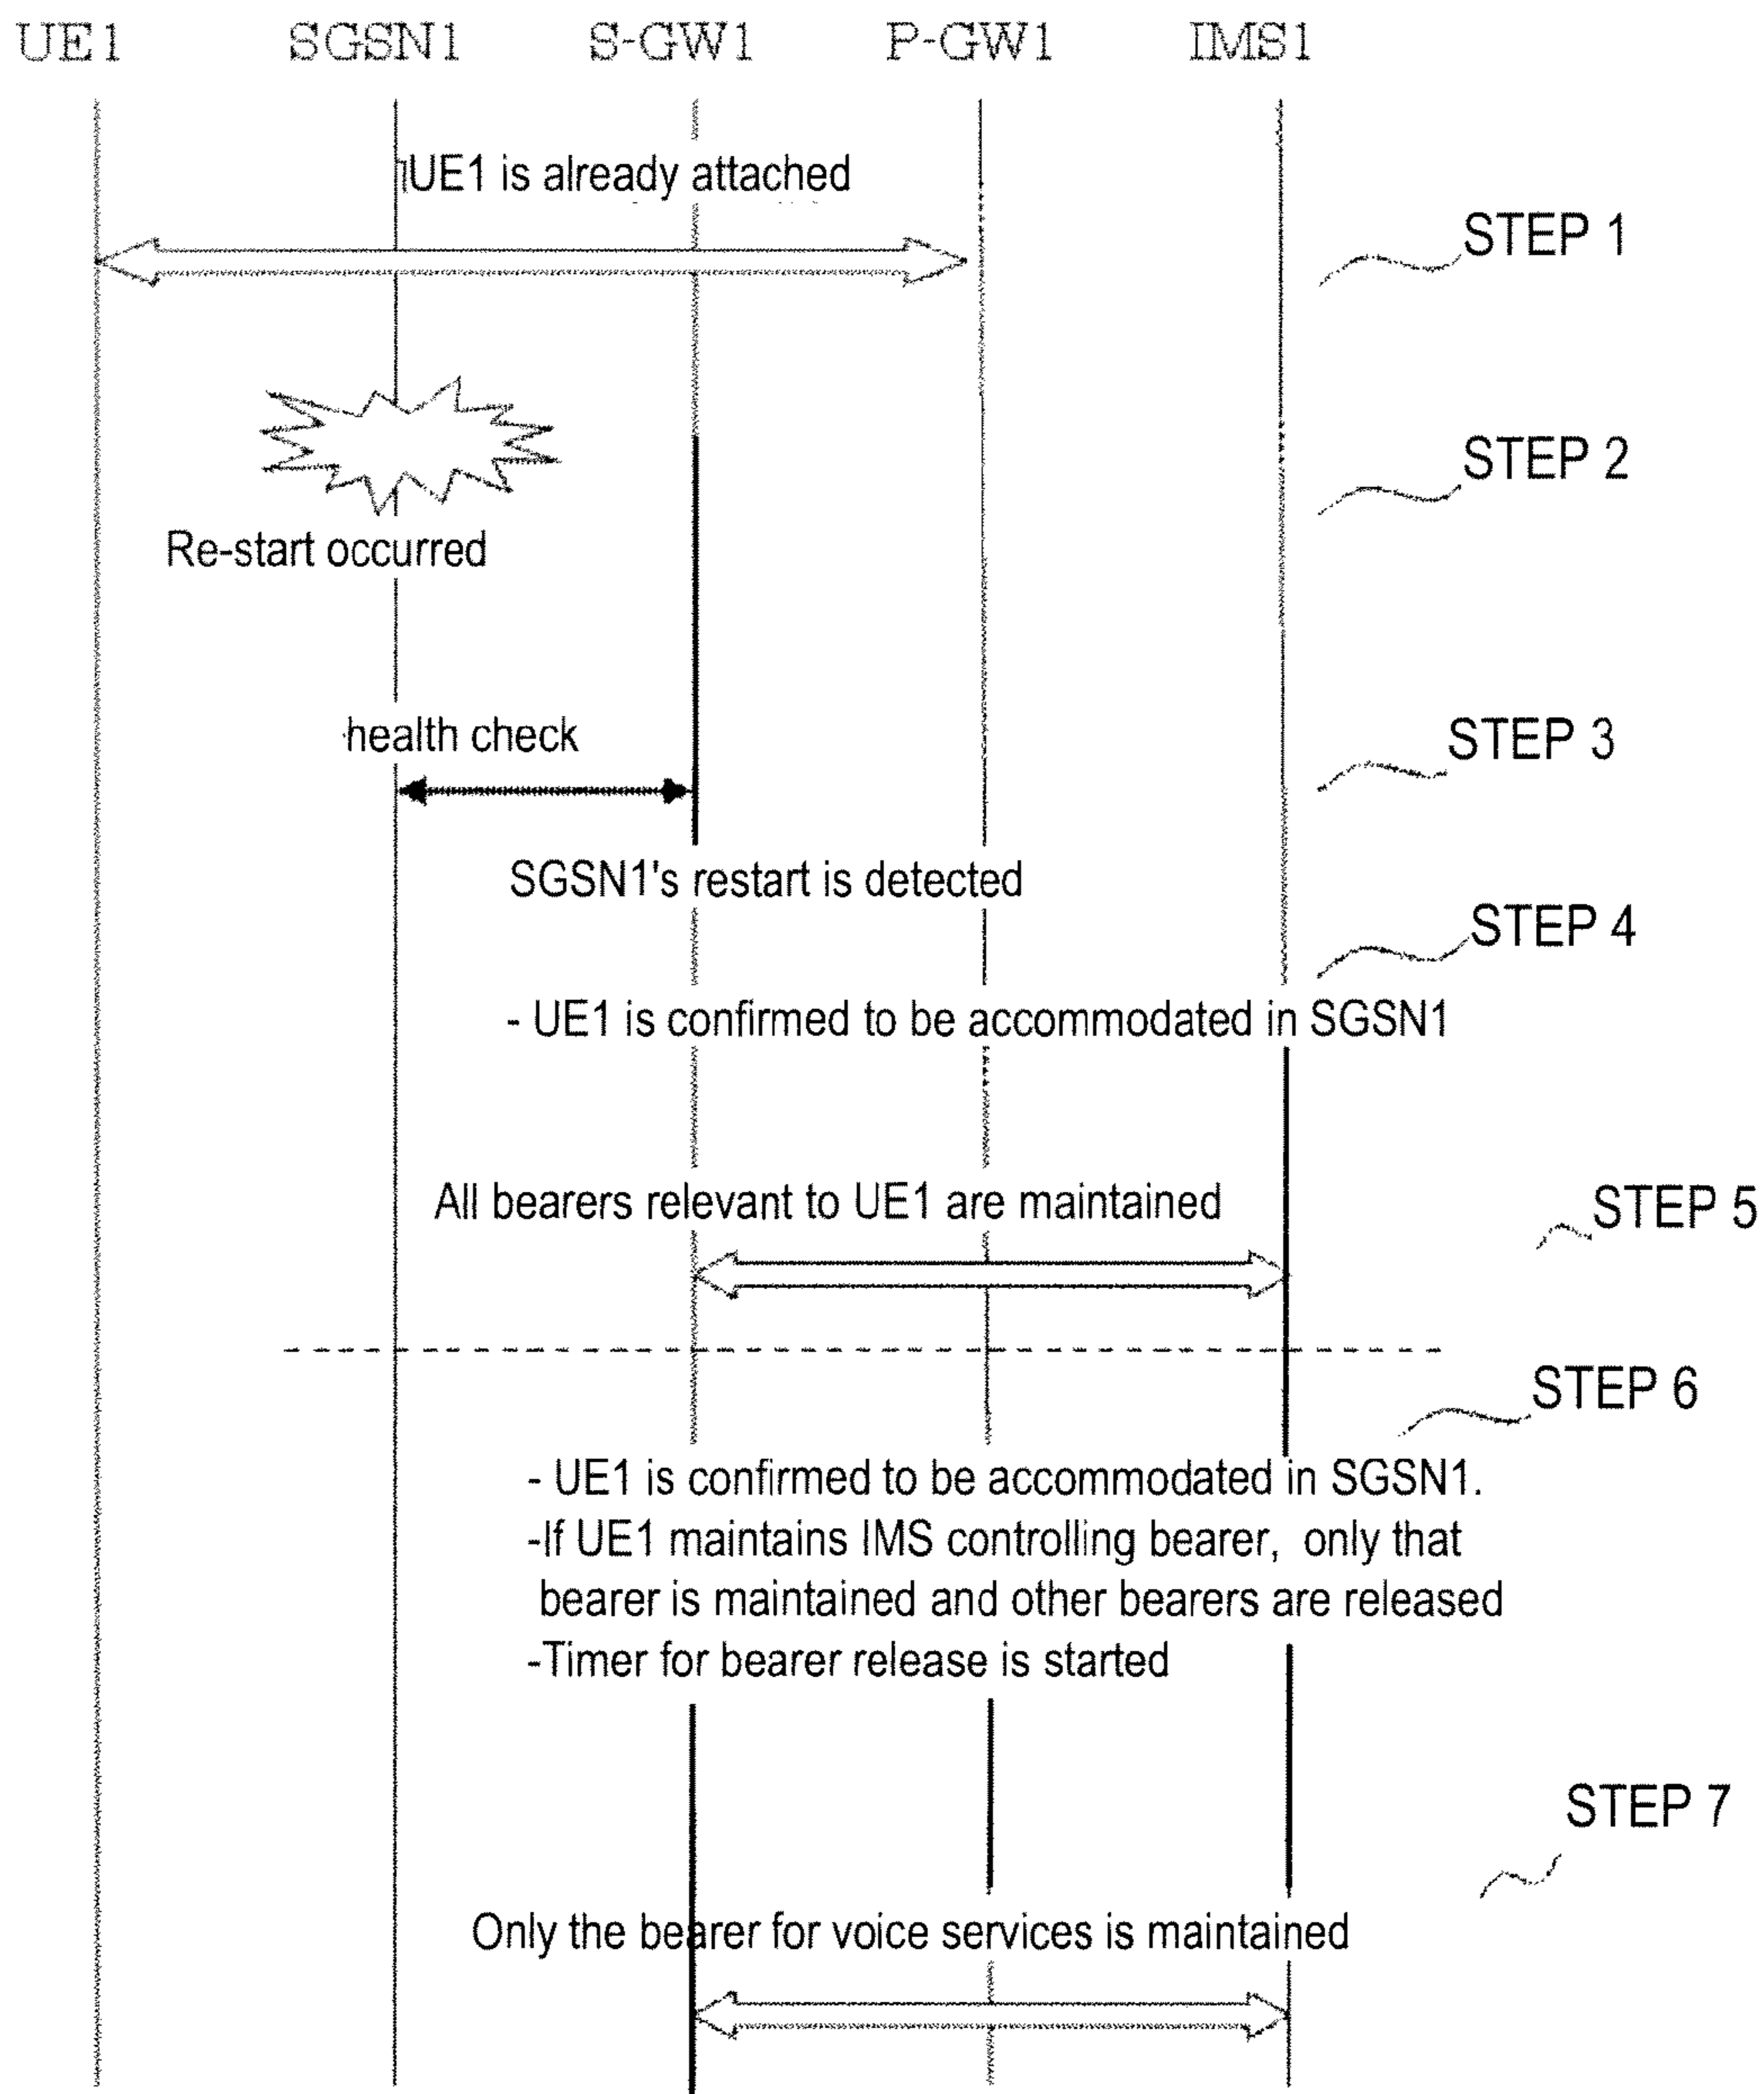 UE1 SGSN1 S-GW1 P-GW1 IMS1
UE1 is already attached
STEP 1
STEP 2
Re-start occurred
health check
STEP 3
SGSN1's restart is detected
STEP 4
- UE1 is confirmed to be accommodated in SGSN1
All bearers relevant to UE1 are maintained
STEP 5
STEP 6
- UE1 is confirmed to be accommodated in SGSN1.
-If UE1 maintains IMS controlling bearer, only that
bearer is maintained and other bearers are released
-Timer for bearer release is started
STEP 7
Only the bearer for voice services is maintained